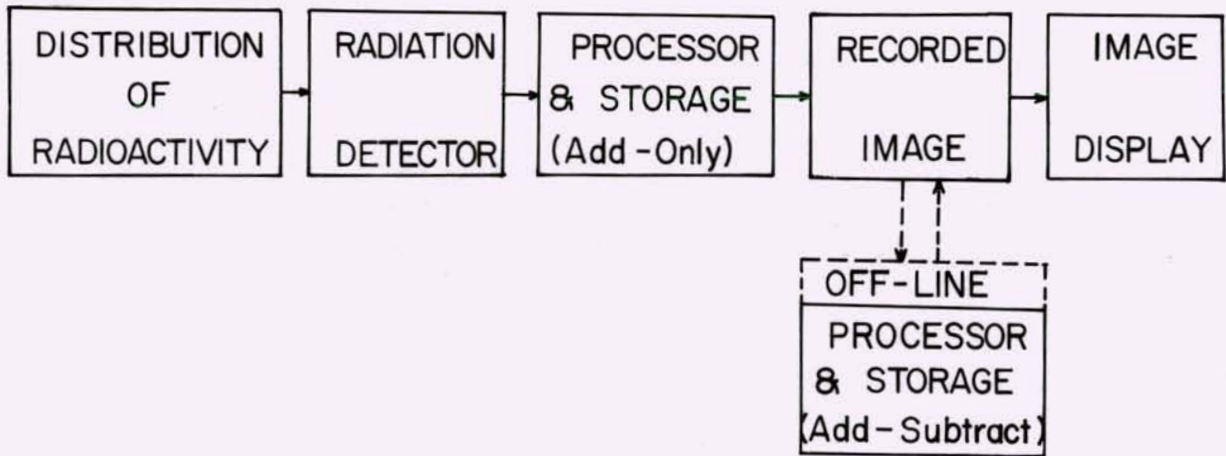 DISTRIBUTION
OF
RADIOACTIVITY
RADIATION
DETECTOR
PROCESSOR
& STORAGE
(Add-Only)
RECORDED
IMAGE
IMAGE
DISPLAY
OFF-LINE
PROCESSOR
& STORAGE
(Add-Subtract)